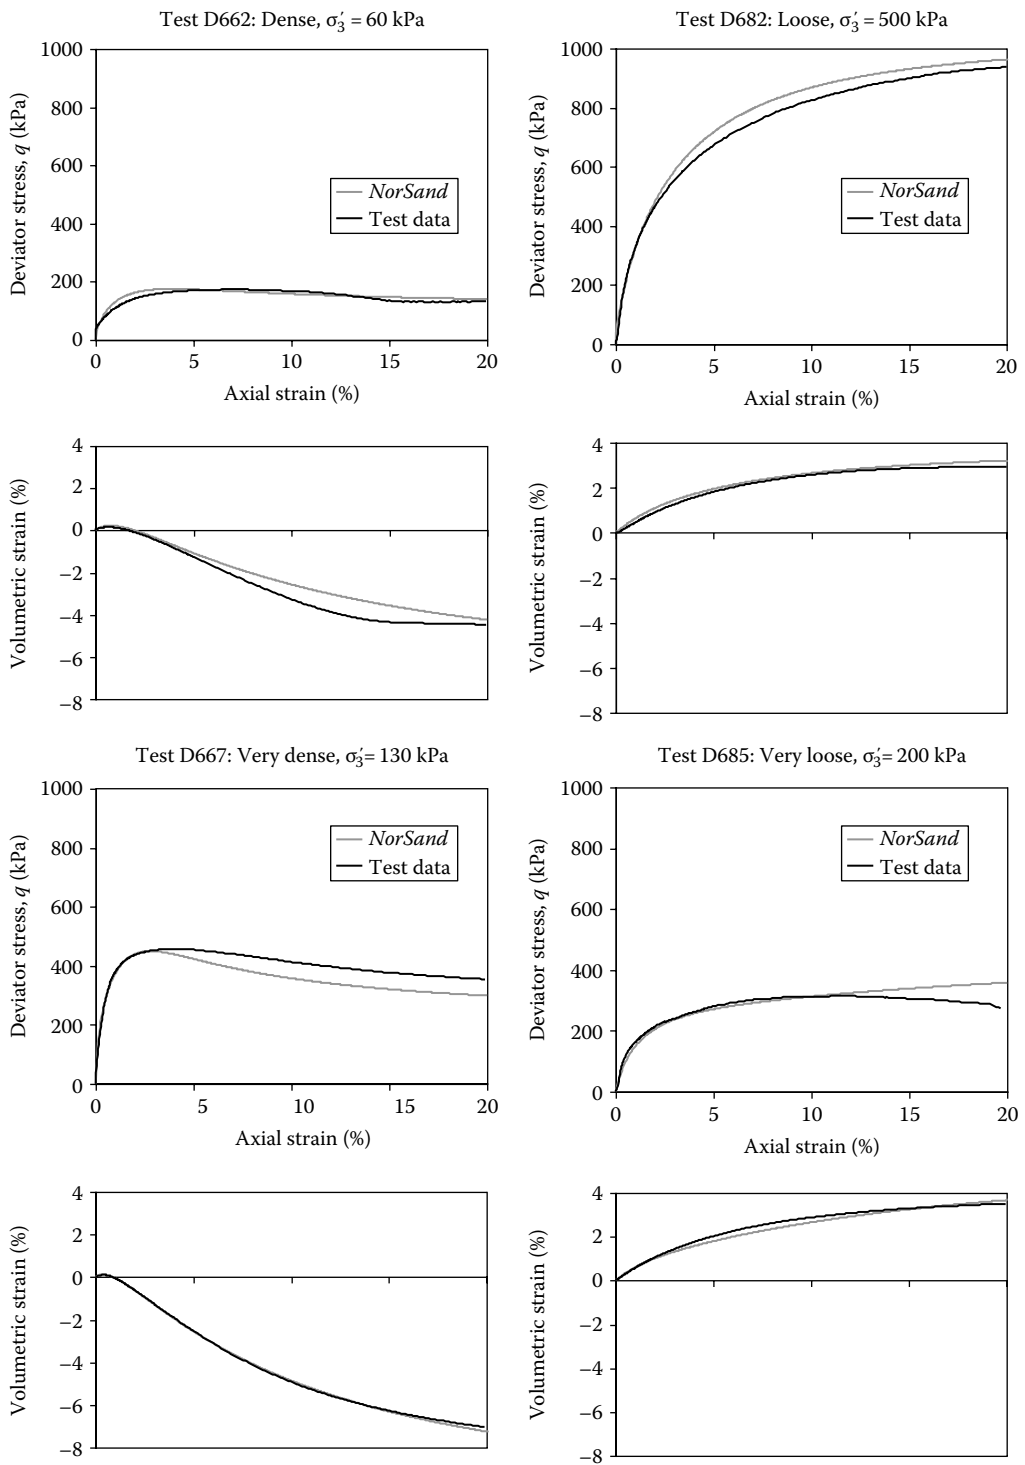 Test D662: Dense, σ₃′ = 60 kPa
1000
800
600
400
200
0
Deviator stress, q (kPa)
NorSand
Test data
0 5 10 15 20
Axial strain (%)
4
2
0
−2
−4
−6
−8
Volumetric strain (%)
Test D682: Loose, σ₃′ = 500 kPa
1000
800
600
400
200
0
Deviator stress, q (kPa)
NorSand
Test data
0 5 10 15 20
Axial strain (%)
4
2
0
−2
−4
−6
−8
Volumetric strain (%)
Test D667: Very dense, σ₃′= 130 kPa
1000
800
600
400
200
0
Deviator stress, q (kPa)
NorSand
Test data
0 5 10 15 20
Axial strain (%)
4
2
0
−2
−4
−6
−8
Volumetric strain (%)
Test D685: Very loose, σ₃′= 200 kPa
1000
800
600
400
200
0
Deviator stress, q (kPa)
NorSand
Test data
0 5 10 15 20
Axial strain (%)
4
2
0
−2
−4
−6
−8
Volumetric strain (%)